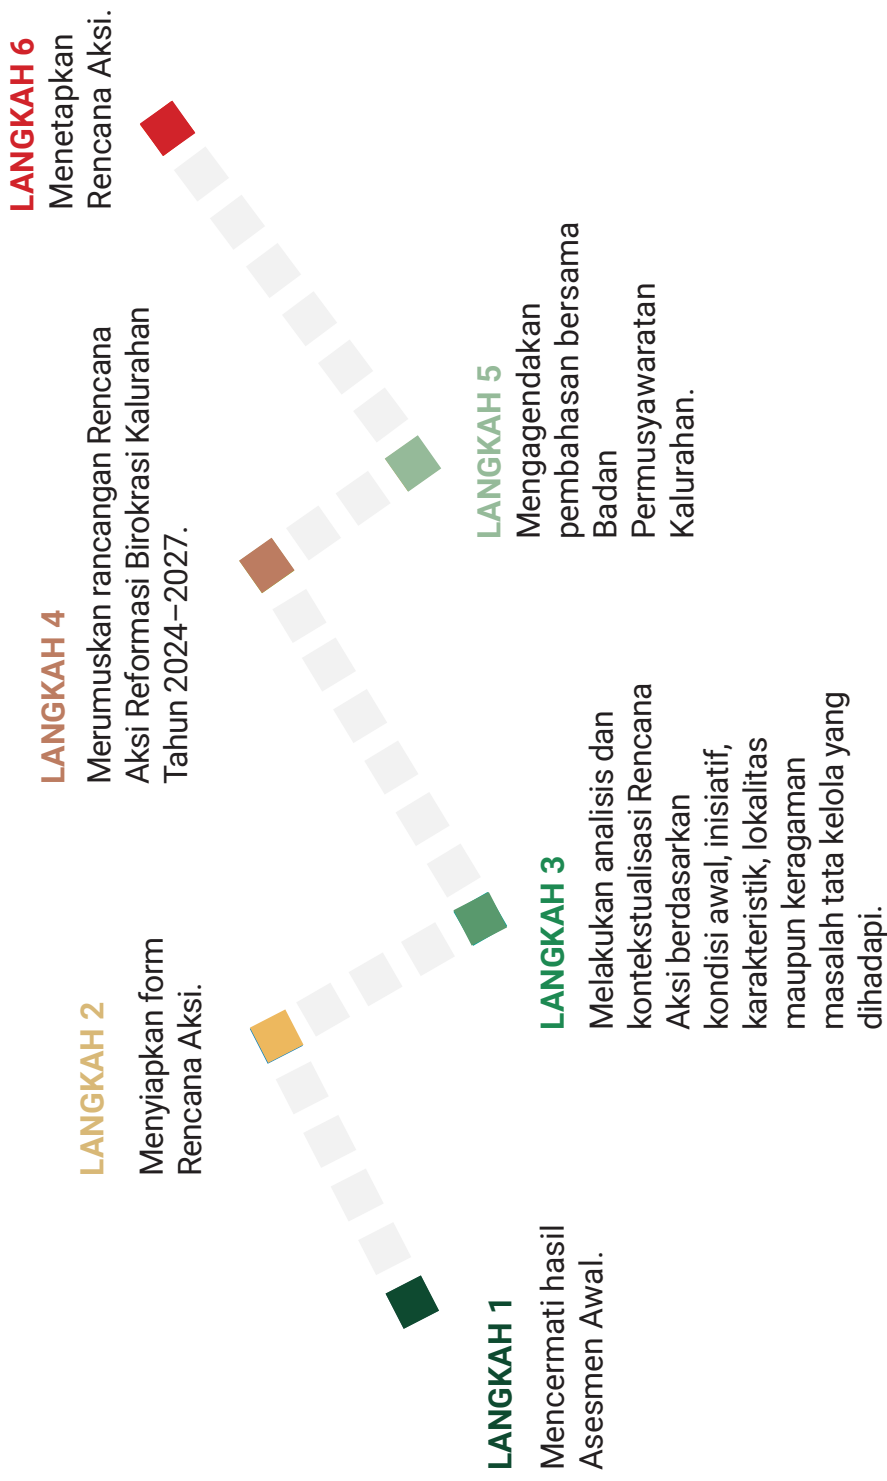 LANGKAH 1
Mencermati hasil
Asesmen Awal.
LANGKAH 2
Menyiapkan form
Rencana Aksi.
LANGKAH 3
Melakukan analisis dan
kontekstualisasi Rencana
Aksi berdasarkan
kondisi awal, inisiatif,
karakteristik, lokalitas
maupun keragaman
masalah tata kelola yang
dihadapi.
LANGKAH 4
Merumuskan rancangan Rencana
Aksi Reformasi Birokrasi Kalurahan
Tahun 2024–2027.
LANGKAH 5
Mengagendakan
pembahasan bersama
Badan
Permusyawaratan
Kalurahan.
LANGKAH 6
Menetapkan
Rencana Aksi.